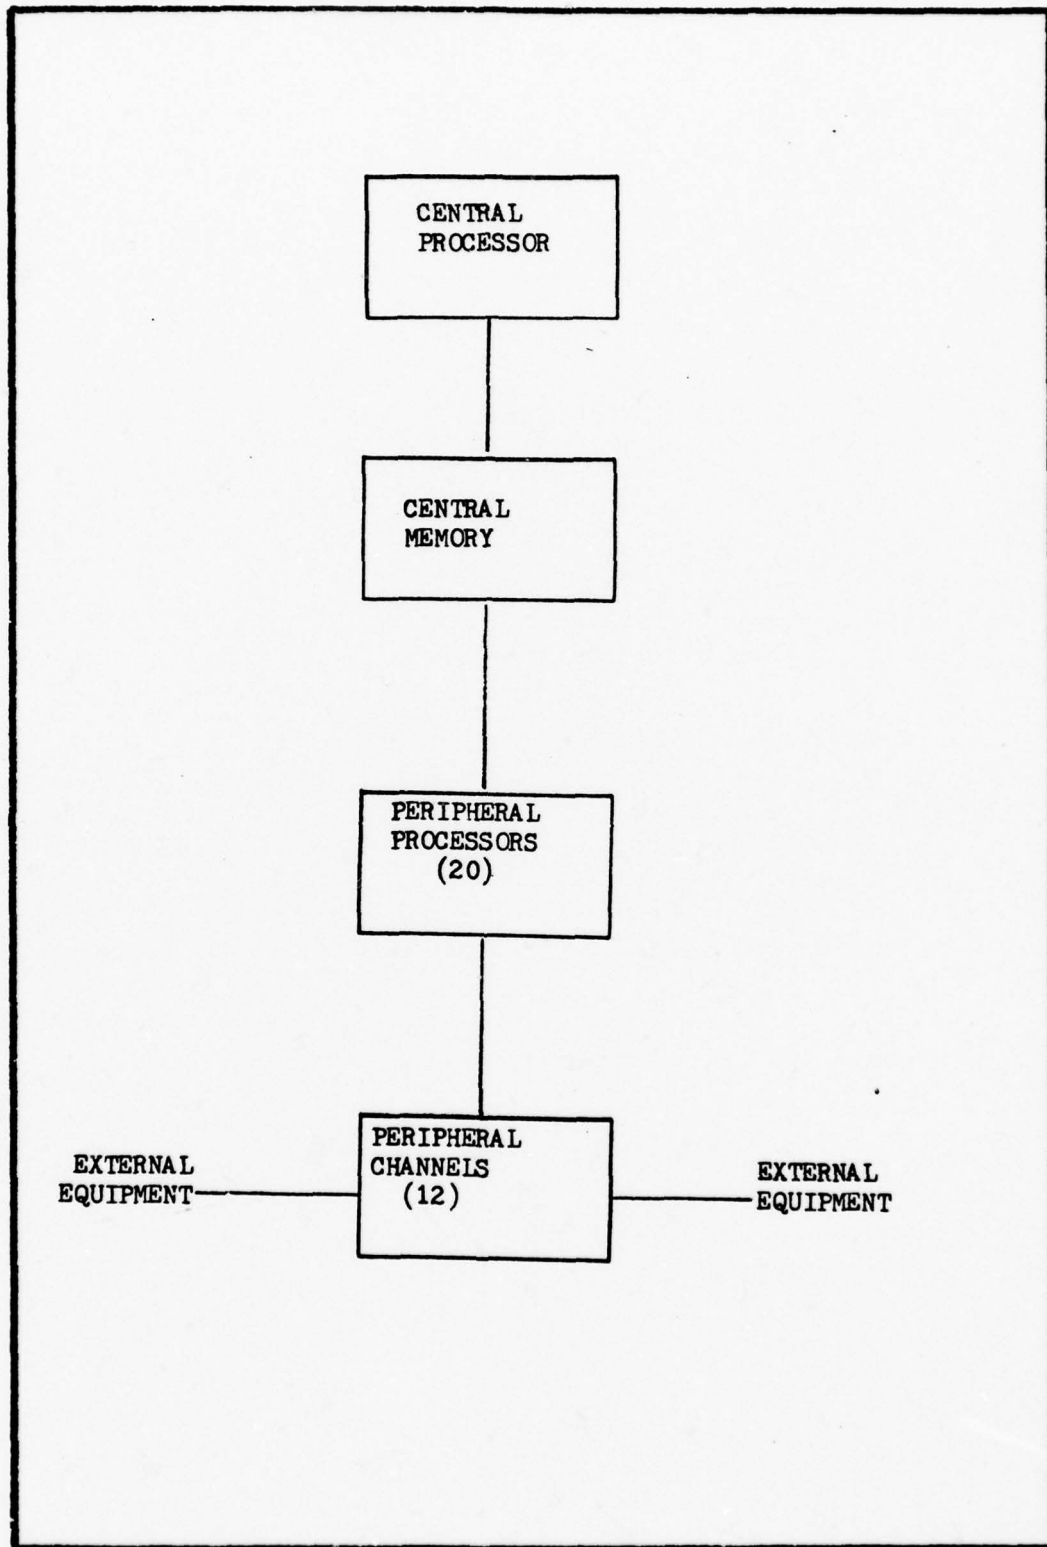 CENTRAL
PROCESSOR
CENTRAL
MEMORY
PERIPHERAL
PROCESSORS
(20)
PERIPHERAL
CHANNELS
(12)
EXTERNAL
EQUIPMENT
EXTERNAL
EQUIPMENT